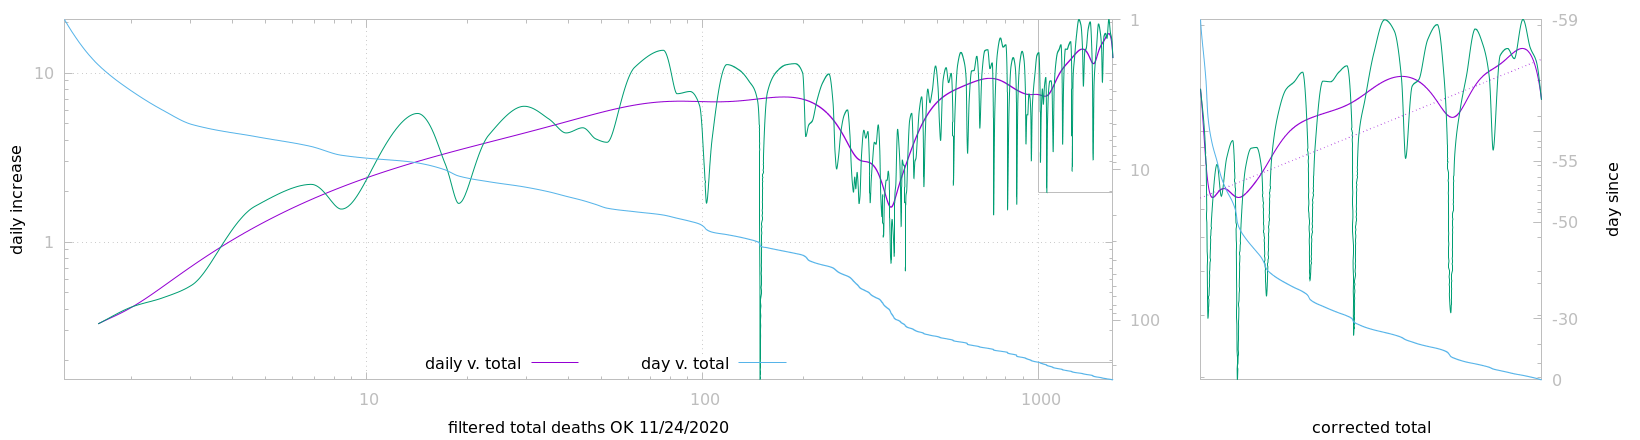 daily increase
10
1
1
10
100
10
100
1000
daily v. total
day v. total
filtered total deaths OK 11/24/2020
-59
-55
-50
-30
0
day since
corrected total